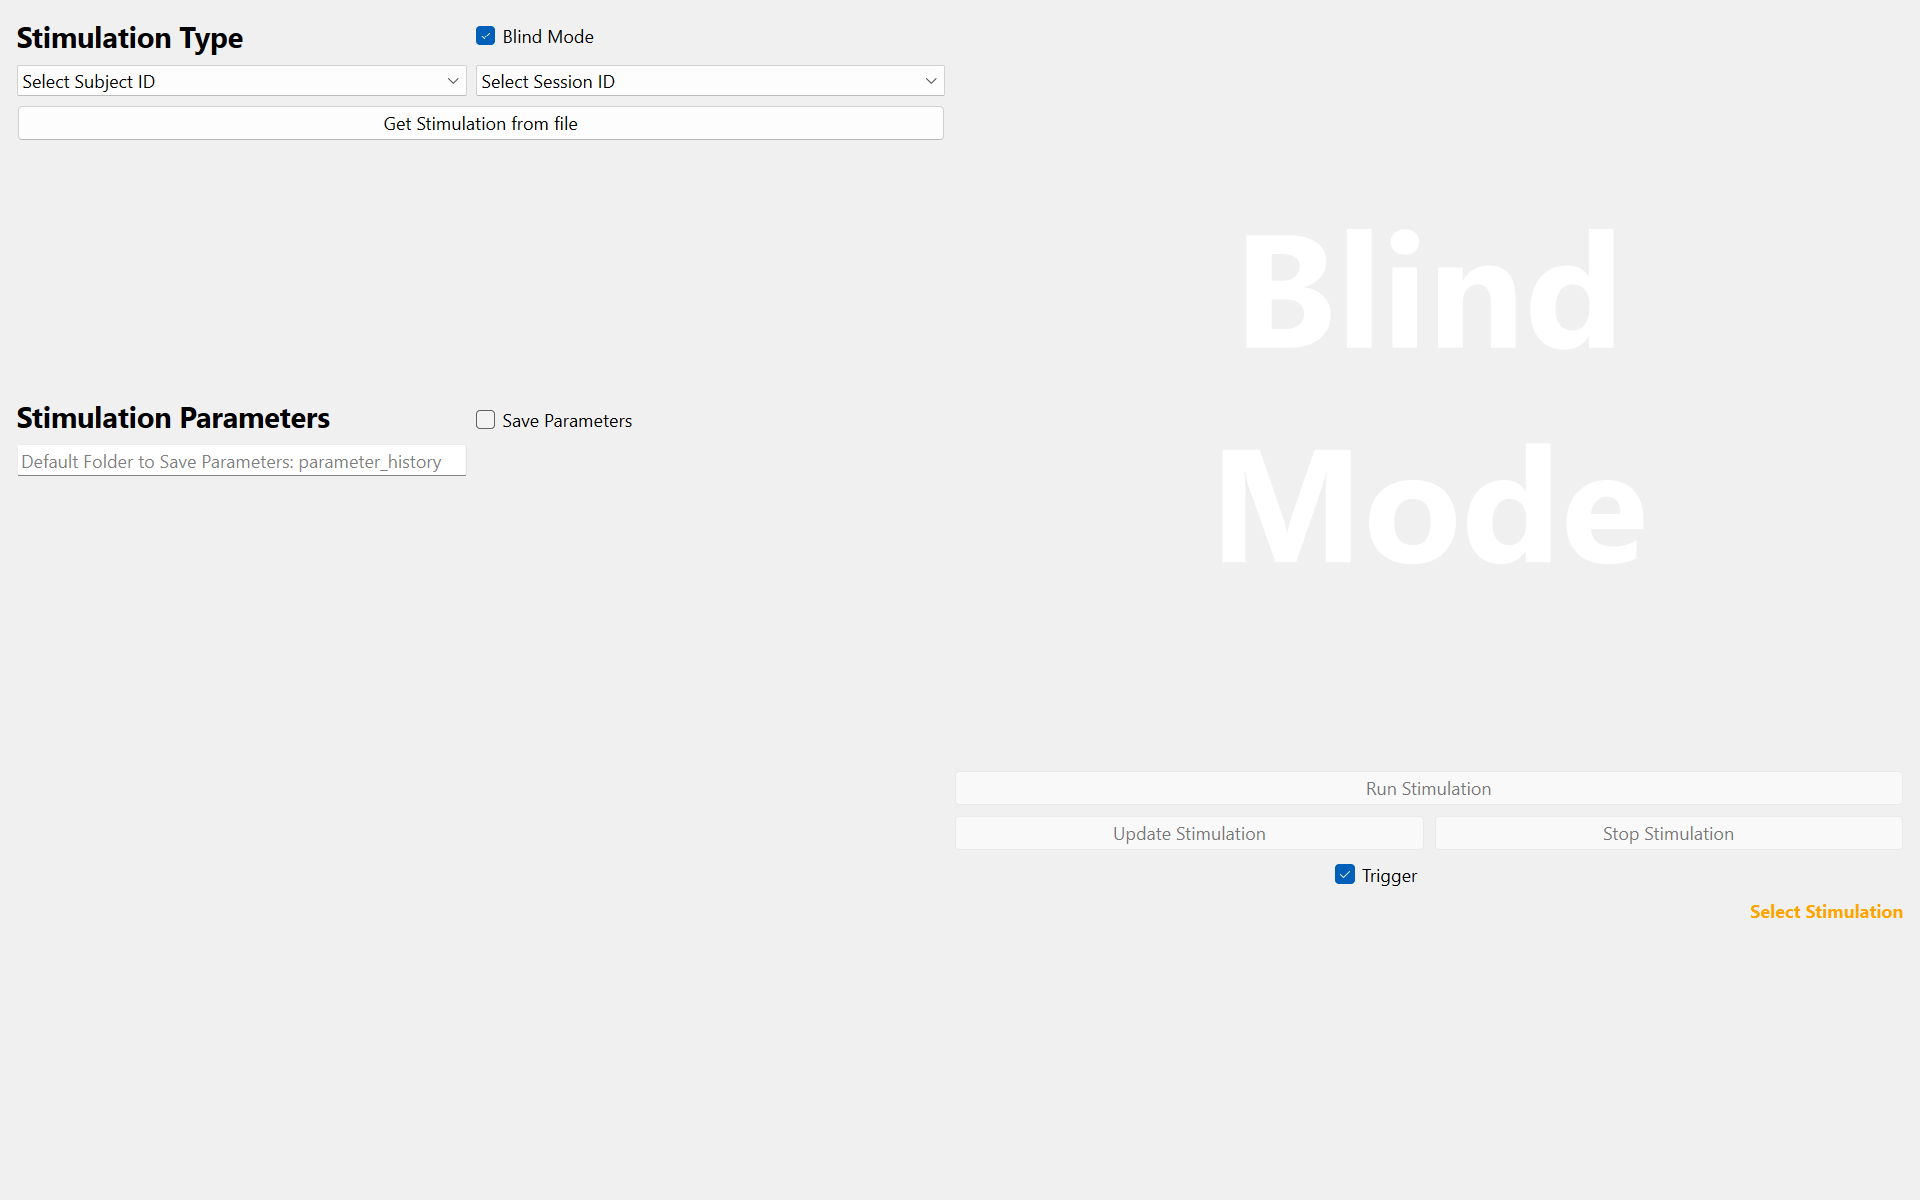 Stimulation Type
Blind Mode
Select Subject ID
Select Session ID
Get Stimulation from file
Stimulation Parameters
Save Parameters
Default Folder to Save Parameters: parameter_history
Blind
Mode
Run Stimulation
Update Stimulation
Stop Stimulation
Trigger
Select Stimulation